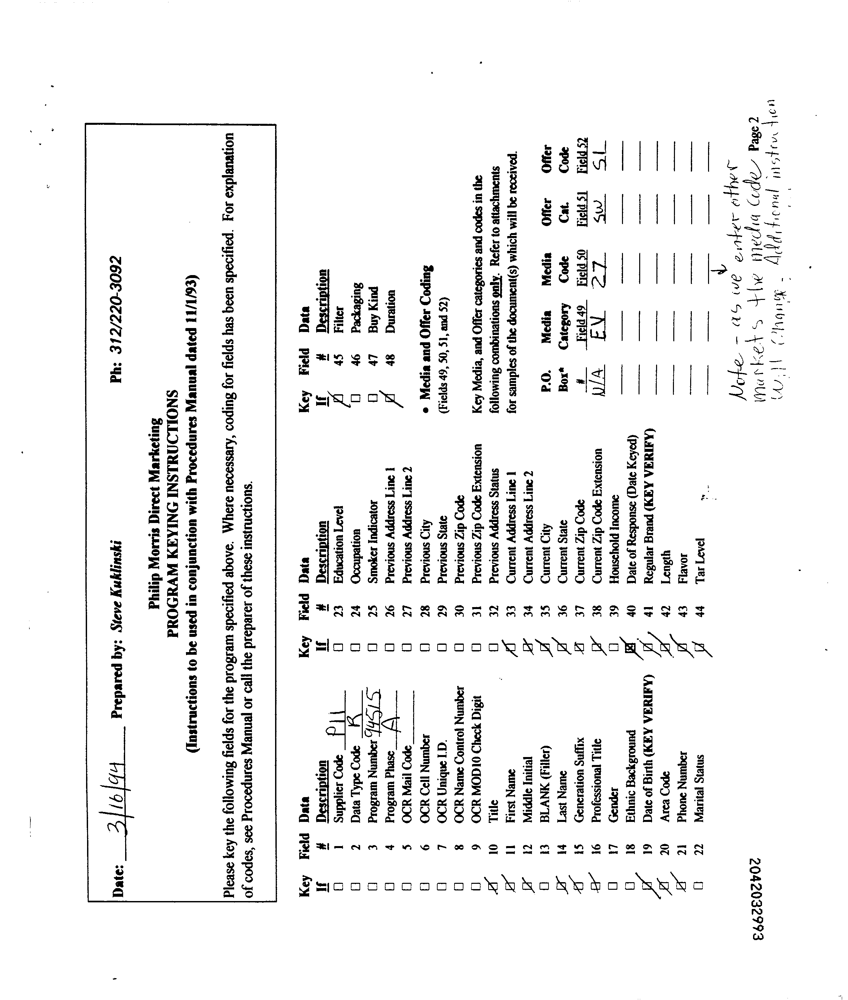 Date: 3/16/94 Prepared by: Steve Kuklinski Ph: 312/220-3092
Philip Morris Direct Marketing
PROGRAM KEYING INSTRUCTIONS
(Instructions to be used in conjunction with Procedures Manual dated 11/1/93)
Please key the following fields for the program specified above. Where necessary, coding for fields has been specified. For explanation
of codes, see Procedures Manual or call the preparer of these instructions.
Key Field Data
If # Description
1 Supplier Code P11
2 Data Type Code R
3 Program Number 94515
4 Program Phase A
5 OCR Mail Code
6 OCR Cell Number
7 OCR Unique I.D.
8 OCR Name Control Number
9 OCR MOD10 Check Digit
10 Title
11 First Name
12 Middle Initial
13 BLANK (Filler)
14 Last Name
15 Generation Suffix
16 Professional Title
17 Gender
18 Ethnic Background
19 Date of Birth (KEY VERIFY)
20 Area Code
21 Phone Number
22 Marital Status
Key Field Data
If # Description
23 Education Level
24 Occupation
25 Smoker Indicator
26 Previous Address Line 1
27 Previous Address Line 2
28 Previous City
29 Previous State
30 Previous Zip Code
31 Previous Zip Code Extension
32 Previous Address Status
33 Current Address Line 1
34 Current Address Line 2
35 Current City
36 Current State
37 Current Zip Code
38 Current Zip Code Extension
39 Household Income
40 Date of Response (Date Keyed)
41 Regular Brand (KEY VERIFY)
42 Length
43 Flavor
44 Tar Level
Key Field Data
If # Description
45 Filter
46 Packaging
47 Buy Kind
48 Duration
• Media and Offer Coding
(Fields 49, 50, 51, and 52)
Key Media, and Offer categories and codes in the
following combinations only. Refer to attachments
for samples of the document(s) which will be received.
P.O. Media Media Offer Offer
Box* Category Code Cat. Code
# Field 49 Field 50 Field 51 Field 52
N/A EV 27 SW SL
Note - as we enter other
markets the media code Page 2
will change. Additional instruction
2042032993